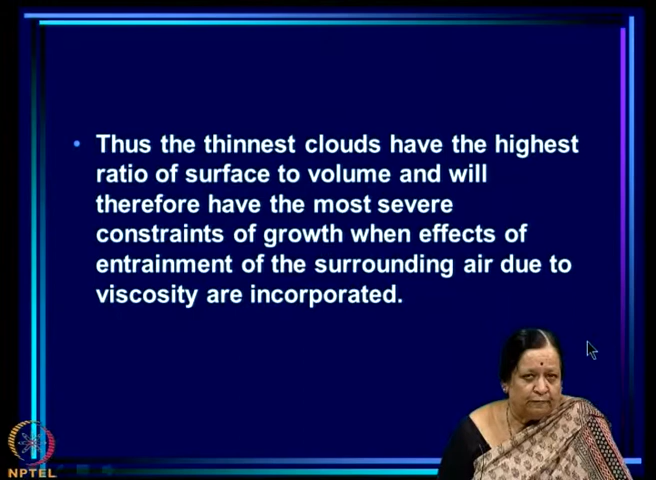 • Thus the thinnest clouds have the highest
ratio of surface to volume and will
therefore have the most severe
constraints of growth when effects of
entrainment of the surrounding air due to
viscosity are incorporated.
NPTEL